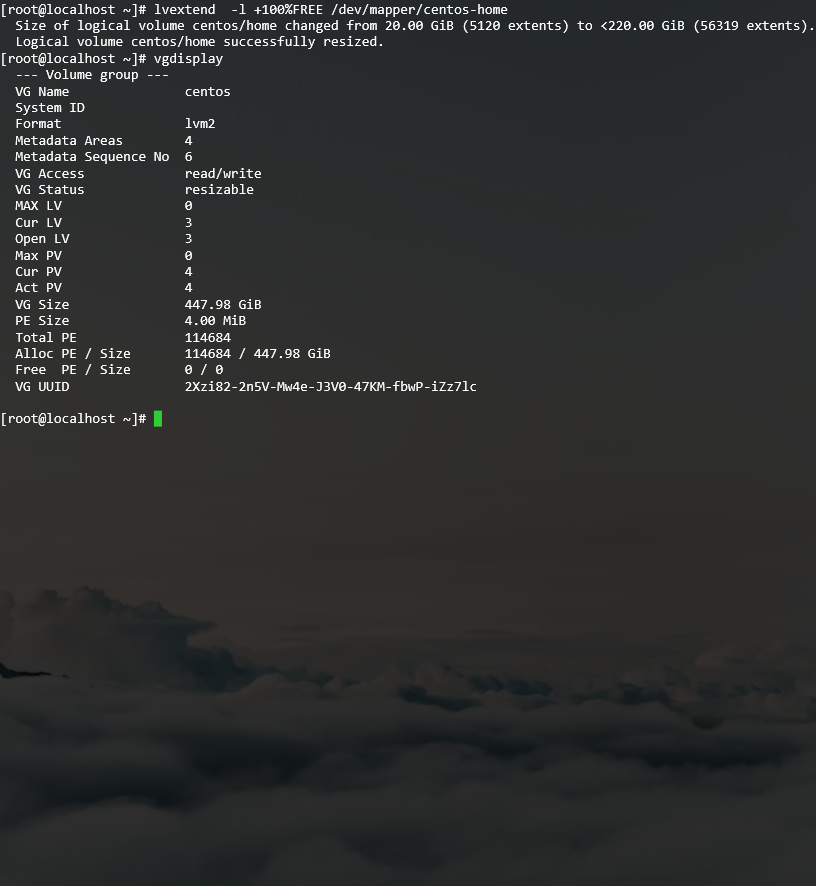 [root@localhost ~]# lvextend  -l +100%FREE /dev/mapper/centos-home
  Size of logical volume centos/home changed from 20.00 GiB (5120 extents) to <220.00 GiB (56319 extents).
  Logical volume centos/home successfully resized.
[root@localhost ~]# vgdisplay
  --- Volume group ---
  VG Name               centos
  System ID
  Format                lvm2
  Metadata Areas        4
  Metadata Sequence No  6
  VG Access             read/write
  VG Status             resizable
  MAX LV                0
  Cur LV                3
  Open LV               3
  Max PV                0
  Cur PV                4
  Act PV                4
  VG Size               447.98 GiB
  PE Size               4.00 MiB
  Total PE              114684
  Alloc PE / Size       114684 / 447.98 GiB
  Free  PE / Size       0 / 0
  VG UUID               2Xzi82-2n5V-Mw4e-J3V0-47KM-fbwP-iZz7lc
[root@localhost ~]#